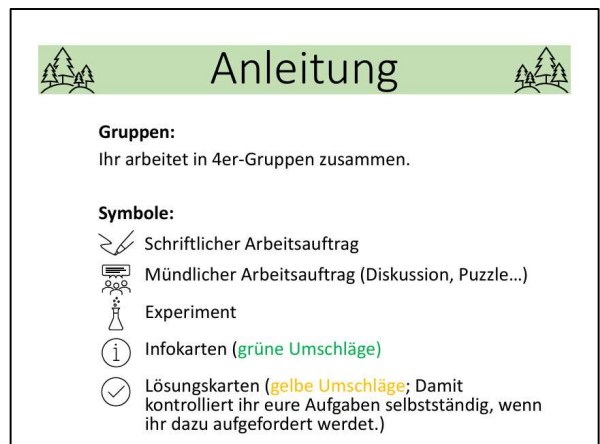 Anleitung
Gruppen:
Ihr arbeitet in 4er-Gruppen zusammen.
Symbole:
Schriftlicher Arbeitsauftrag
Mündlicher Arbeitsauftrag (Diskussion, Puzzle…)
Experiment
i Infokarten (grüne Umschläge)
Lösungskarten (gelbe Umschläge; Damit
kontrolliert ihr eure Aufgaben selbstständig, wenn
ihr dazu aufgefordert werdet.)